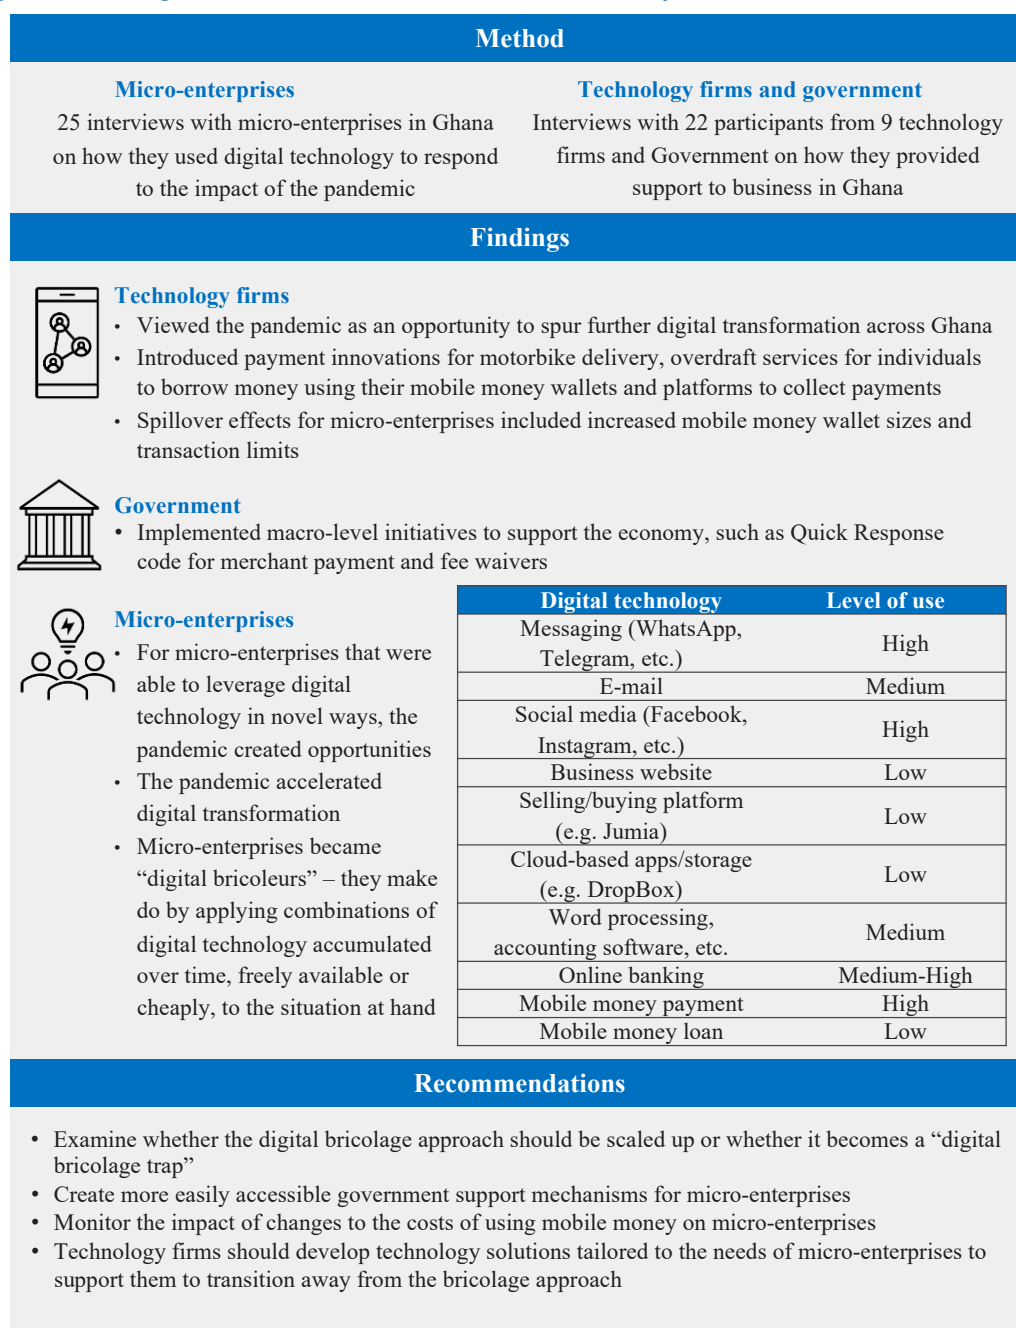 Method
Micro-enterprises
25 interviews with micro-enterprises in Ghana
on how they used digital technology to respond
to the impact of the pandemic
Technology firms and government
Interviews with 22 participants from 9 technology
firms and Government on how they provided
support to business in Ghana
Findings
Technology firms
• Viewed the pandemic as an opportunity to spur further digital transformation across Ghana
• Introduced payment innovations for motorbike delivery, overdraft services for individuals
to borrow money using their mobile money wallets and platforms to collect payments
• Spillover effects for micro-enterprises included increased mobile money wallet sizes and
transaction limits
Government
• Implemented macro-level initiatives to support the economy, such as Quick Response
code for merchant payment and fee waivers
Micro-enterprises
• For micro-enterprises that were
able to leverage digital
technology in novel ways, the
pandemic created opportunities
• The pandemic accelerated
digital transformation
• Micro-enterprises became
“digital bricoleurs” – they make
do by applying combinations of
digital technology accumulated
over time, freely available or
cheaply, to the situation at hand
Digital technology Level of use
Messaging (WhatsApp,
Telegram, etc.) High
E-mail Medium
Social media (Facebook,
Instagram, etc.) High
Business website Low
Selling/buying platform
(e.g. Jumia) Low
Cloud-based apps/storage
(e.g. DropBox) Low
Word processing,
accounting software, etc. Medium
Online banking Medium-High
Mobile money payment High
Mobile money loan Low
Recommendations
• Examine whether the digital bricolage approach should be scaled up or whether it becomes a “digital
bricolage trap”
• Create more easily accessible government support mechanisms for micro-enterprises
• Monitor the impact of changes to the costs of using mobile money on micro-enterprises
• Technology firms should develop technology solutions tailored to the needs of micro-enterprises to
support them to transition away from the bricolage approach